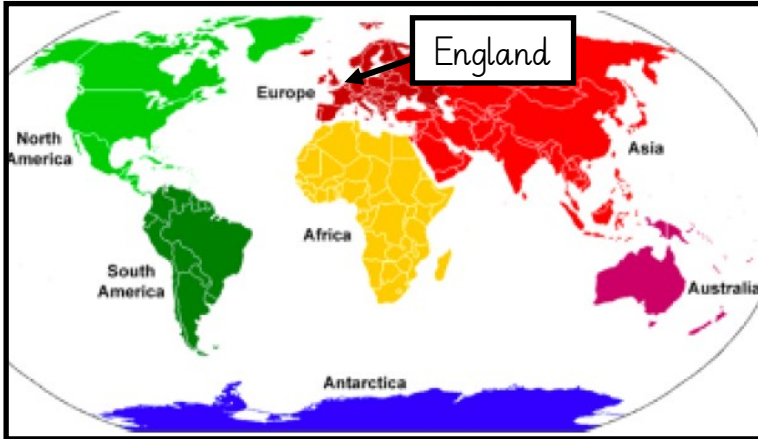 England
Europe
North
America
Asia
Africa
South
America
Australia
Antarctica